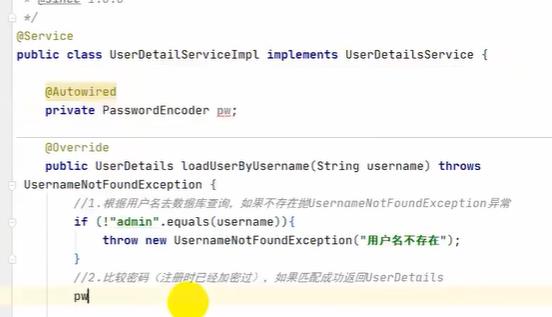 * @since 1.0.0
*/
@Service
public class UserDetailServiceImpl implements UserDetailsService {
@Autowired
private PasswordEncoder pw;
@Override
public UserDetails loadUserByUsername(String username) throws
UsernameNotFoundException {
//1.根据用户名去数据库查询，如果不存在抛UsernameNotFoundException异常
if (!"admin".equals(username)){
throw new UsernameNotFoundException("用户名不存在");
}
//2.比较密码（注册时已经加密过），如果匹配成功返回UserDetails
pw